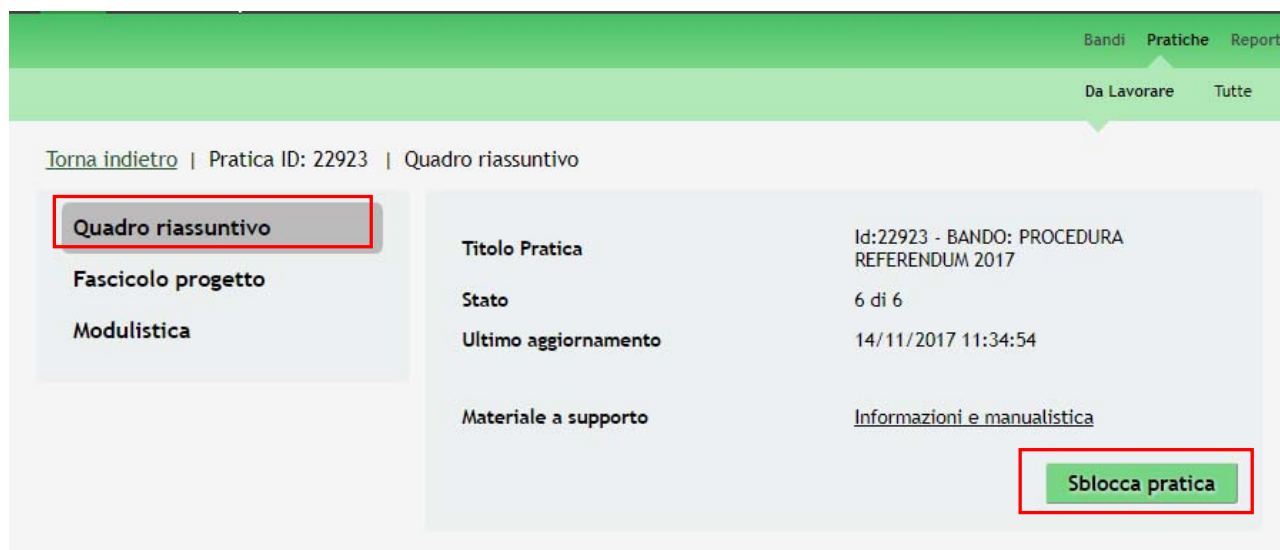 Bandi Pratiche Report
Da Lavorare Tutte
Torna indietro | Pratica ID: 22923 | Quadro riassuntivo
Quadro riassuntivo
Fascicolo progetto
Modulistica
Titolo Pratica
Id:22923 - BANDO: PROCEDURA
REFERENDUM 2017
Stato
6 di 6
Ultimo aggiornamento
14/11/2017 11:34:54
Materiale a supporto
Informazioni e manualistica
Sblocca pratica